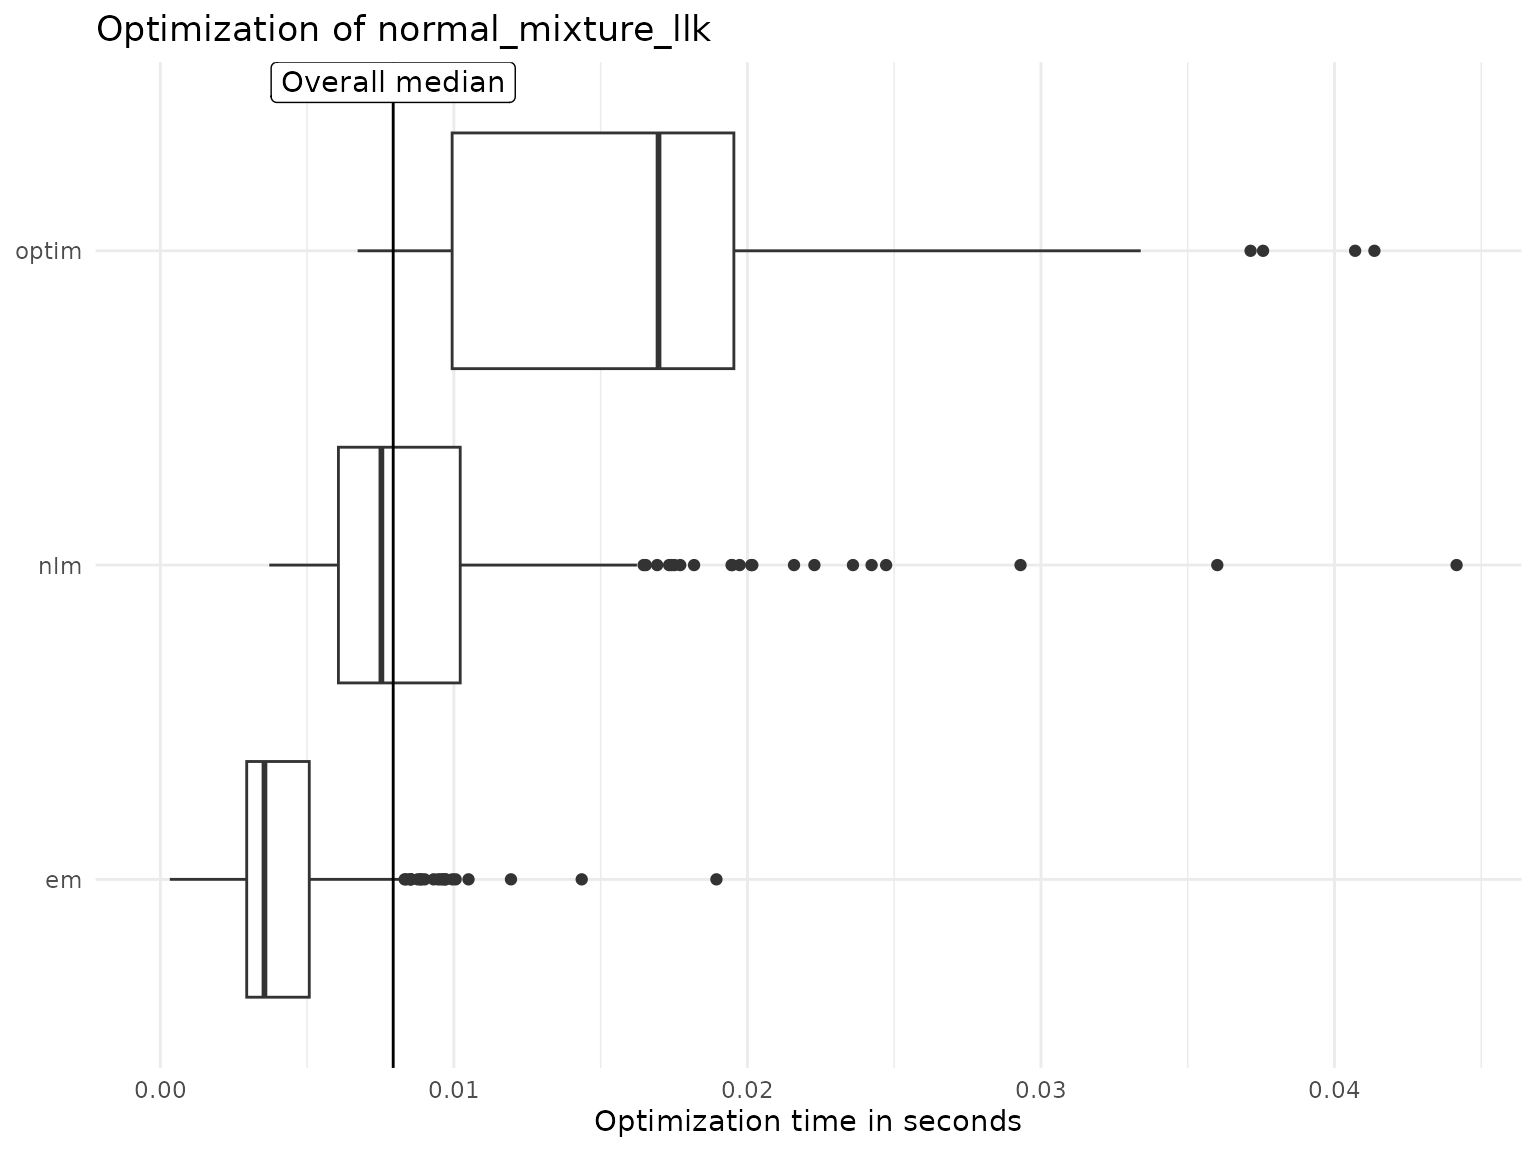 Optimization of normal_mixture_llk
Overall median
optim
nlm
em
0.00 0.01 0.02 0.03 0.04
Optimization time in seconds